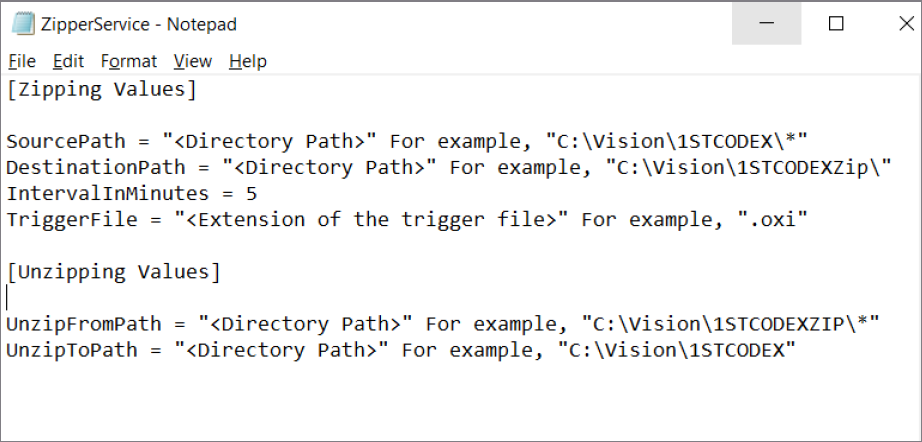 ZipperService - Notepad
File Edit Format View Help
[Zipping Values]
SourcePath = "<Directory Path>" For example, "C:\Vision\1STCODEX\*"
DestinationPath = "<Directory Path>" For example, "C:\Vision\1STCODEXZip\"
IntervalInMinutes = 5
TriggerFile = "<Extension of the trigger file>" For example, ".oxi"
[Unzipping Values]
UnzipFromPath = "<Directory Path>" For example, "C:\Vision\1STCODEXZIP\*"
UnzipToPath = "<Directory Path>" For example, "C:\Vision\1STCODEX"